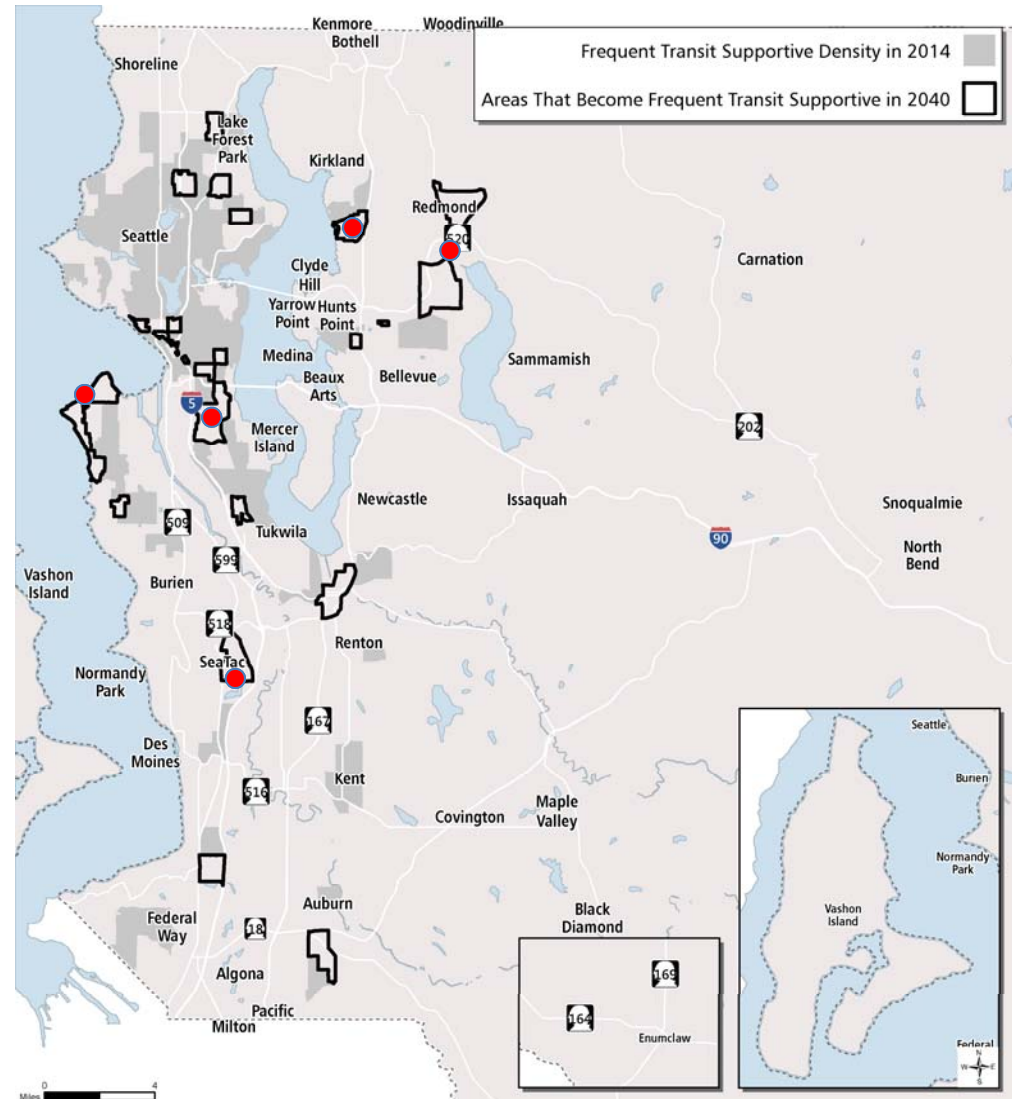 Kenmore
Bothell
Woodinville
Shoreline
Frequent Transit Supportive Density in 2014
Areas That Become Frequent Transit Supportive in 2040
Lake
Forest
Park
Kirkland
Redmond
520
Seattle
Carnation
Clyde
Hill
Yarrow
Point
Hunts
Point
Medina
Beaux
Arts
Bellevue
Sammamish
5
Mercer
Island
202
Newcastle
Issaquah
Snoqualmie
509
Tukwila
90
North
Bend
599
Vashon
Island
Burien
518
Renton
SeaTac
Normandy
Park
167
Des
Moines
Kent
516
Covington
Maple
Valley
Auburn
Black
Diamond
Federal
Way
18
Algona
Pacific
Milton
169
164
Enumclaw
Seattle
Burien
Normandy
Park
Vashon
Island
Federal
N
W
E
S
0
4
Miles